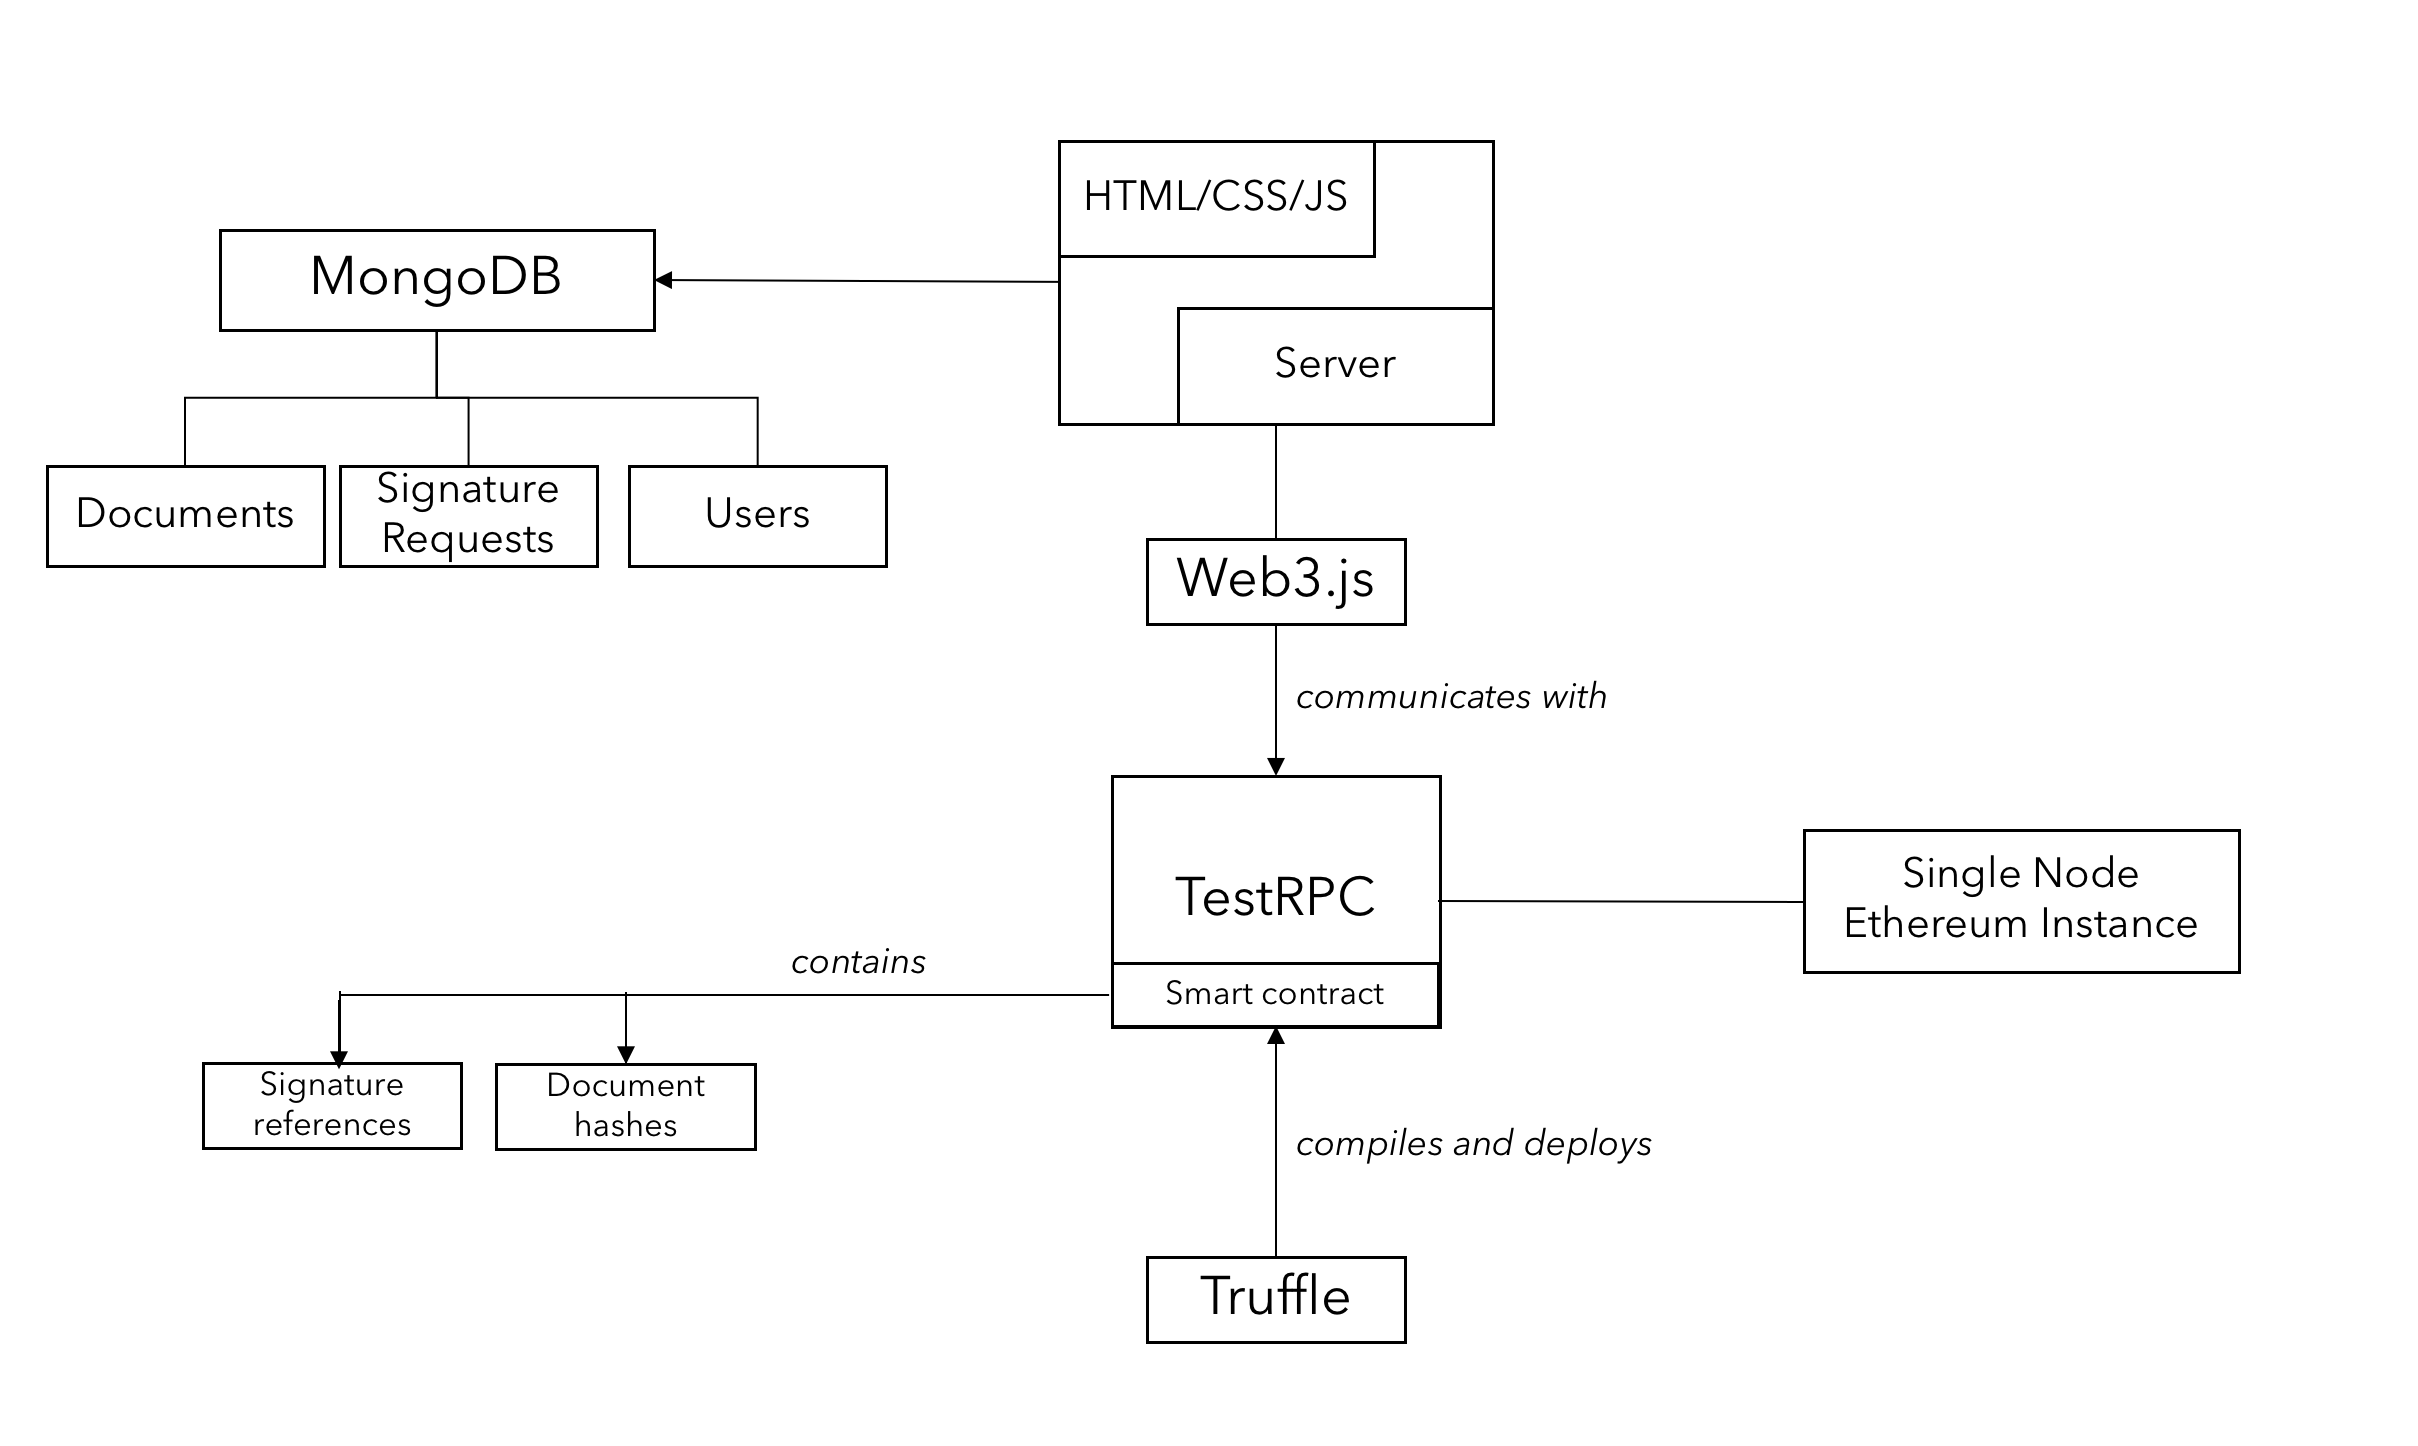 HTML/CSS/JS
MongoDB
Server
Documents
Signature
Requests
Users
Web3.js
communicates with
TestRPC
Single Node
Ethereum Instance
contains
Smart contract
Signature
references
Document
hashes
compiles and deploys
Truffle